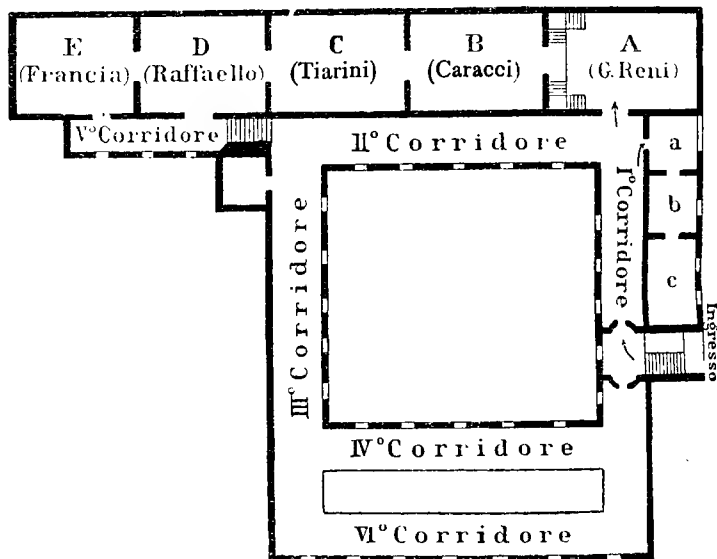 E
(Francia)
D
(Raffaello)
C
(Tiarini)
B
(Caracci)
A
(G. Reni)
V° Corridore
II° Corridore
a
b
c
I° Corridore
III° Corridore
Ingresso
IV° Corridore
VI° Corridore